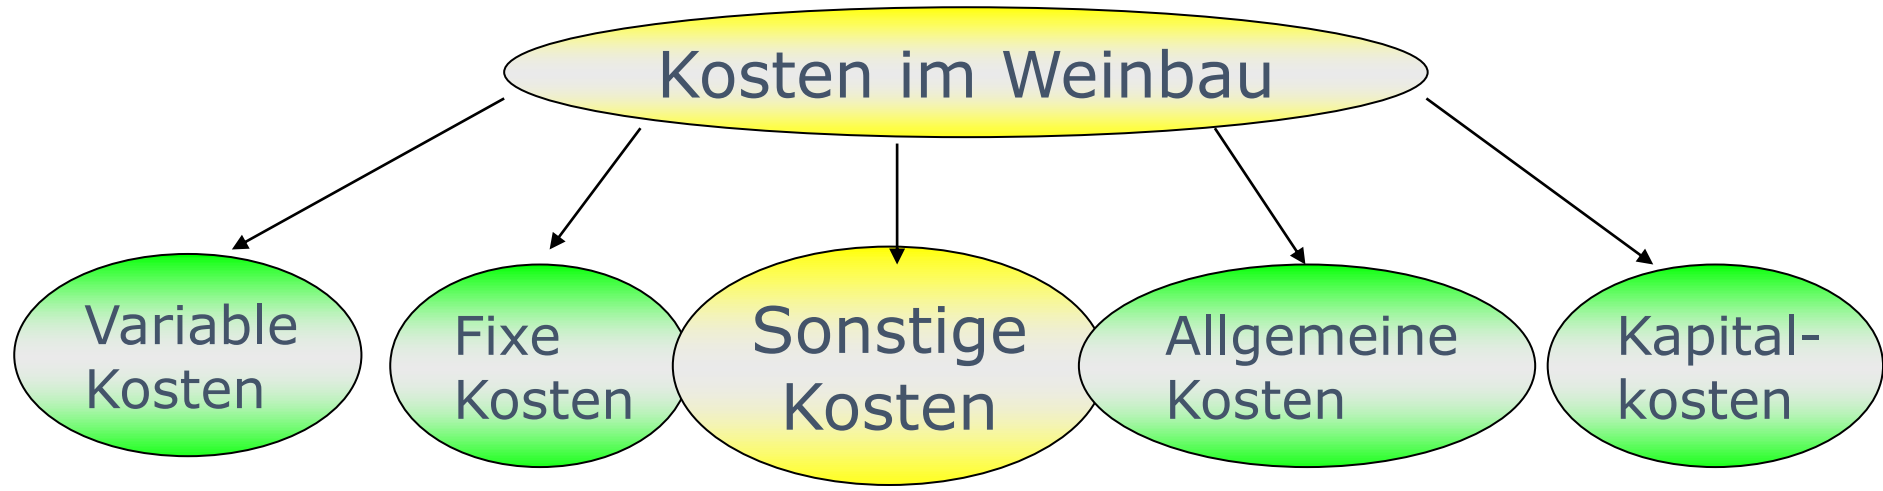 Kosten im Weinbau
Variable
Kosten
Fixe
Kosten
Sonstige
Kosten
Allgemeine
Kosten
Kapital-
kosten